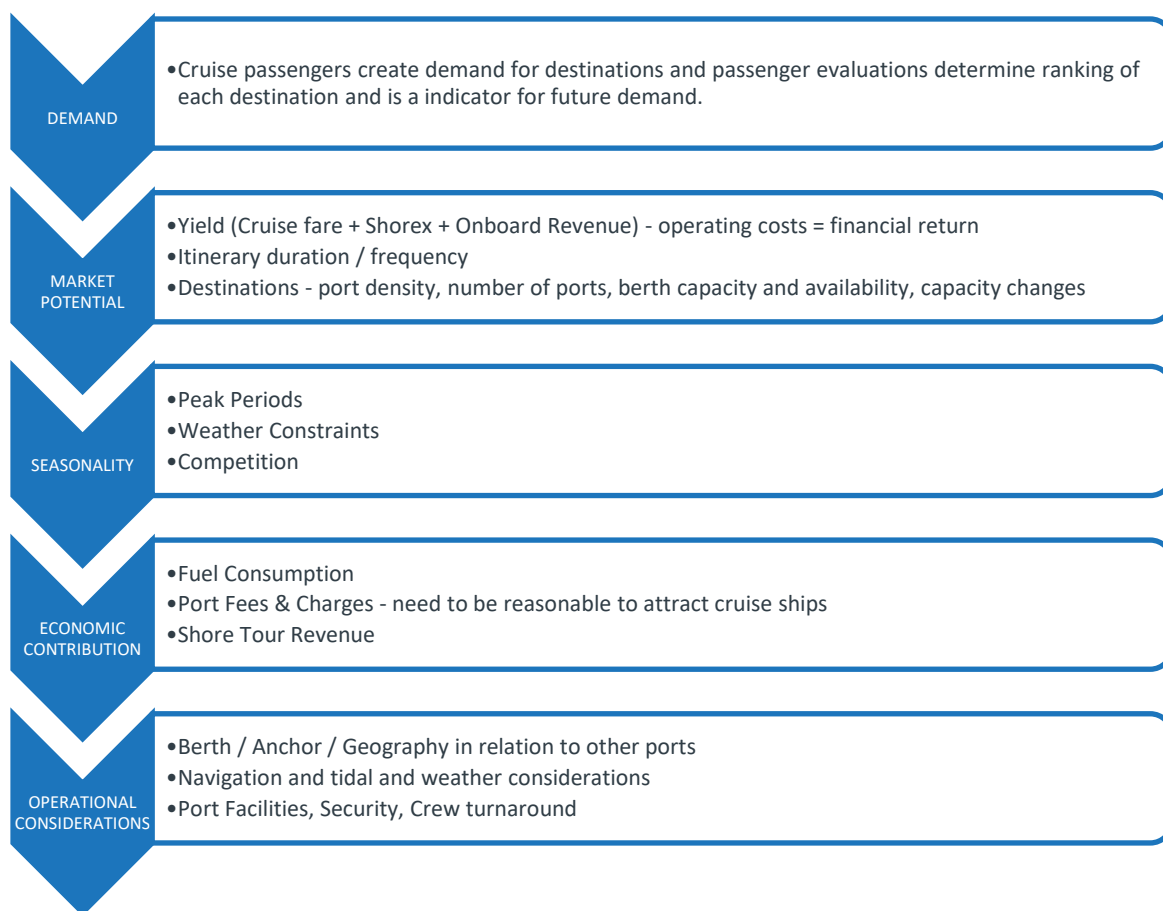 DEMAND
•Cruise passengers create demand for destinations and passenger evaluations determine ranking of
each destination and is a indicator for future demand.
MARKET
POTENTIAL
•Yield (Cruise fare + Shorex + Onboard Revenue) - operating costs = financial return
•Itinerary duration / frequency
•Destinations - port density, number of ports, berth capacity and availability, capacity changes
SEASONALITY
•Peak Periods
•Weather Constraints
•Competition
ECONOMIC
CONTRIBUTION
•Fuel Consumption
•Port Fees & Charges - need to be reasonable to attract cruise ships
•Shore Tour Revenue
OPERATIONAL
CONSIDERATIONS
•Berth / Anchor / Geography in relation to other ports
•Navigation and tidal and weather considerations
•Port Facilities, Security, Crew turnaround